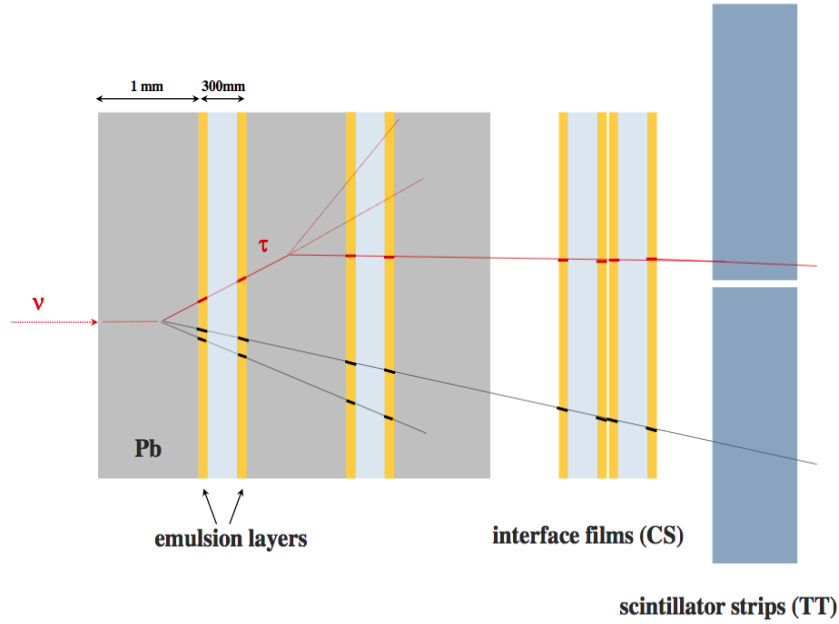 1 mm
300mm
τ
ν
Pb
emulsion layers
interface films (CS)
scintillator strips (TT)